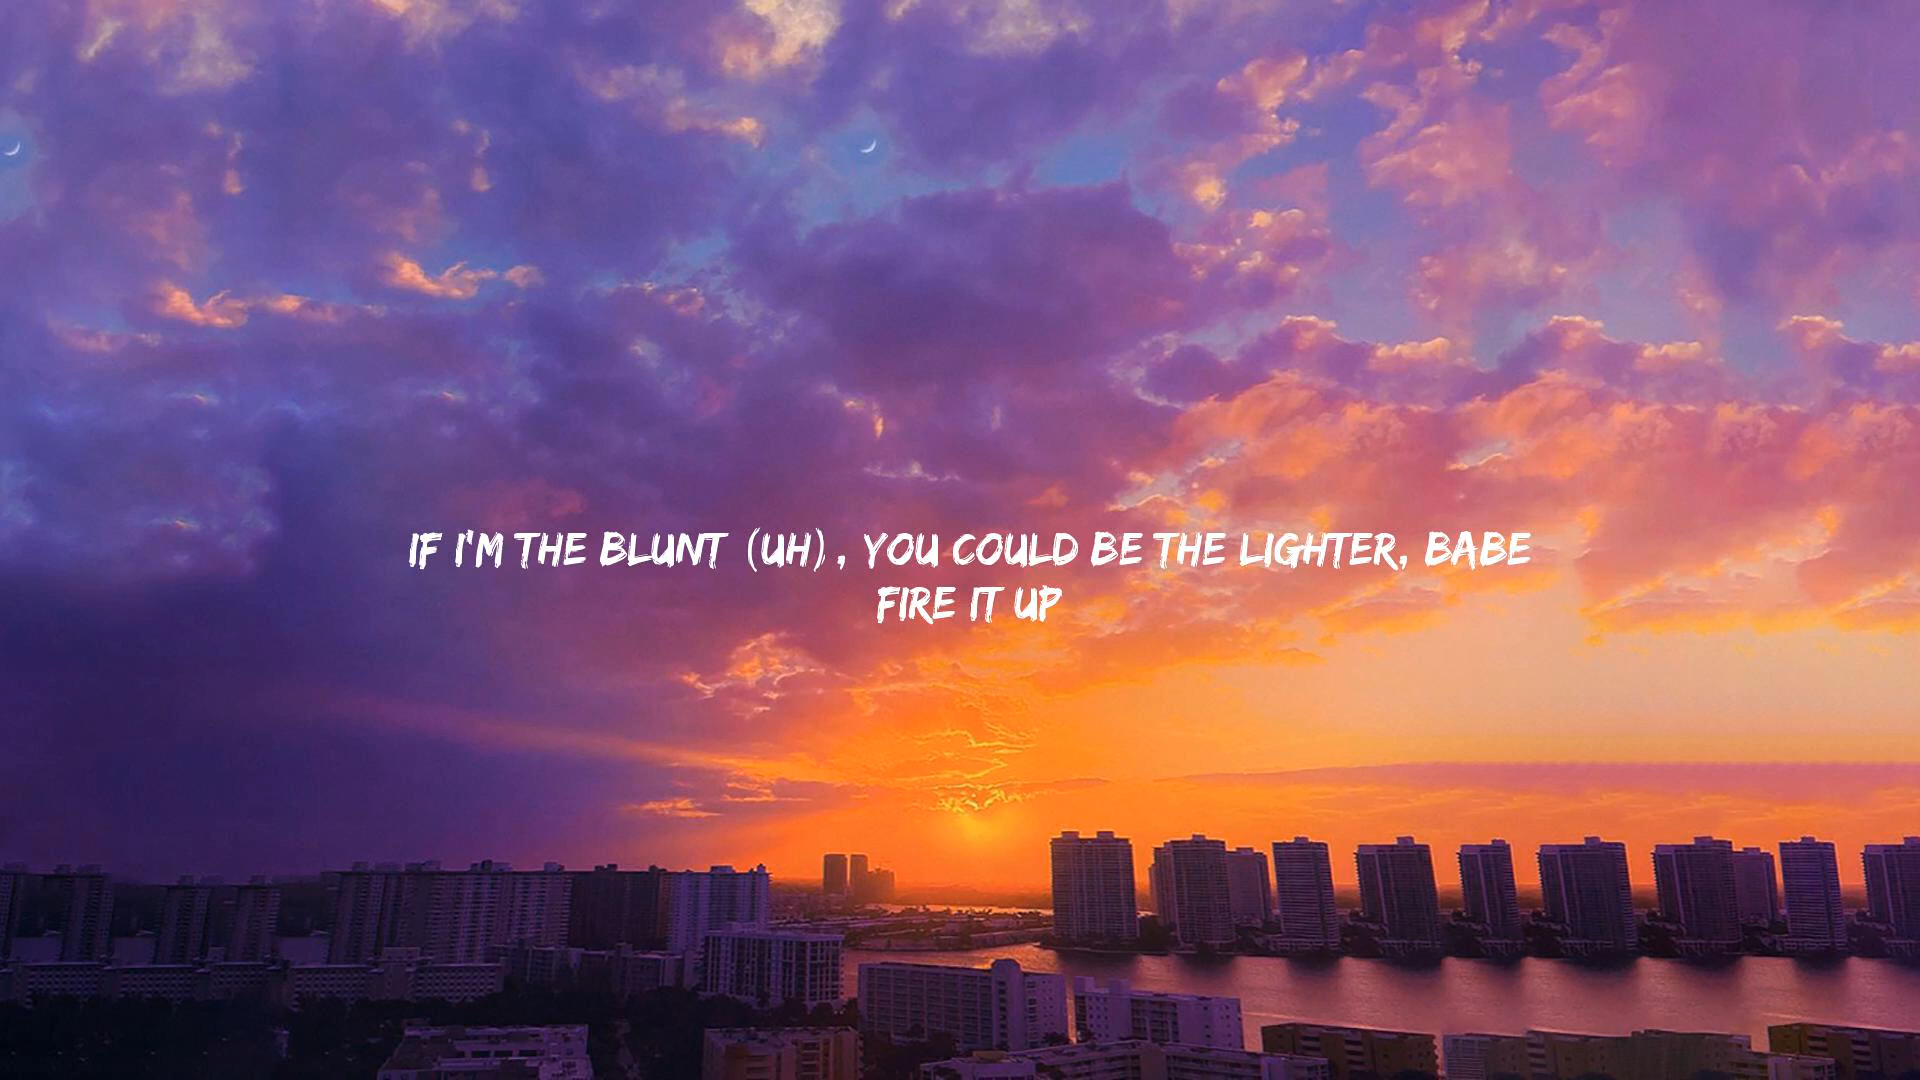 IF I'M THE BLUNT (UH), YOU COULD BE THE LIGHTER, BABE
FIRE IT UP